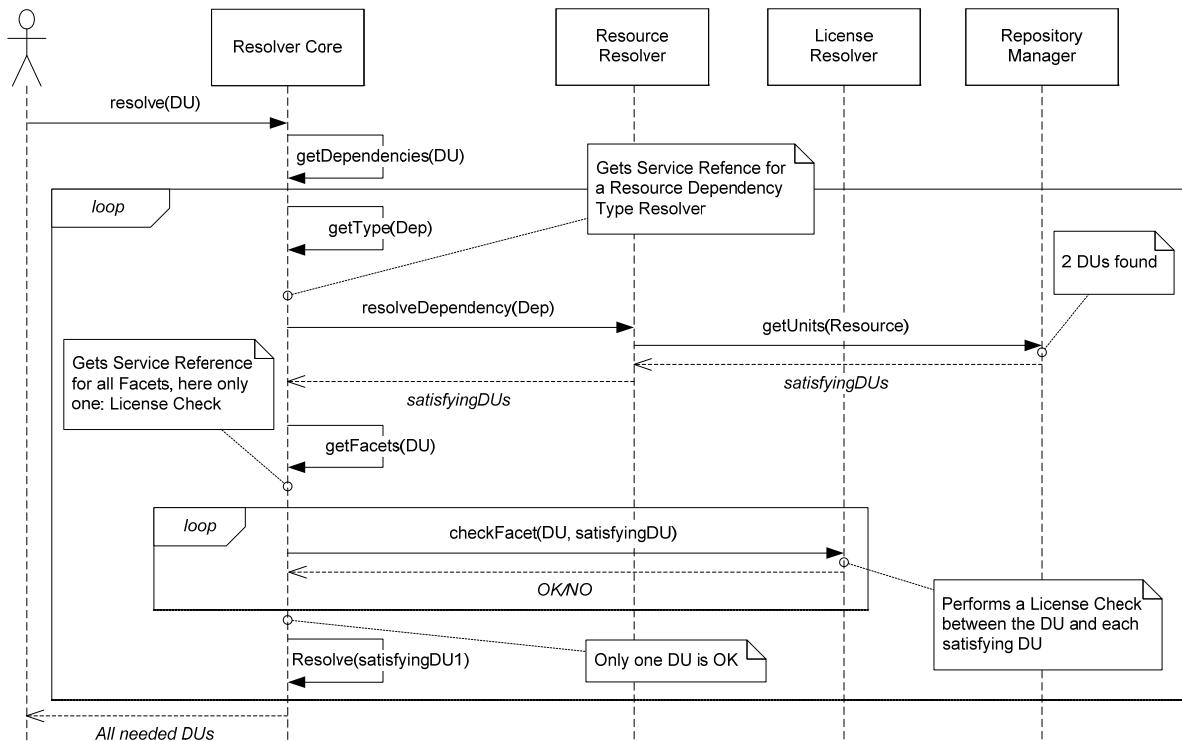 Resolver Core
Resource
Resolver
License
Resolver
Repository
Manager
resolve(DU)
getDependencies(DU)
Gets Service Refence for
a Resource Dependency
Type Resolver
loop
getType(Dep)
2 DUs found
resolveDependency(Dep)
getUnits(Resource)
Gets Service Reference
for all Facets, here only
one: License Check
satisfyingDUs
satisfyingDUs
getFacets(DU)
loop
checkFacet(DU, satisfyingDU)
OK/NO
Performs a License Check
between the DU and each
satisfying DU
Resolve(satisfyingDU1)
Only one DU is OK
All needed DUs